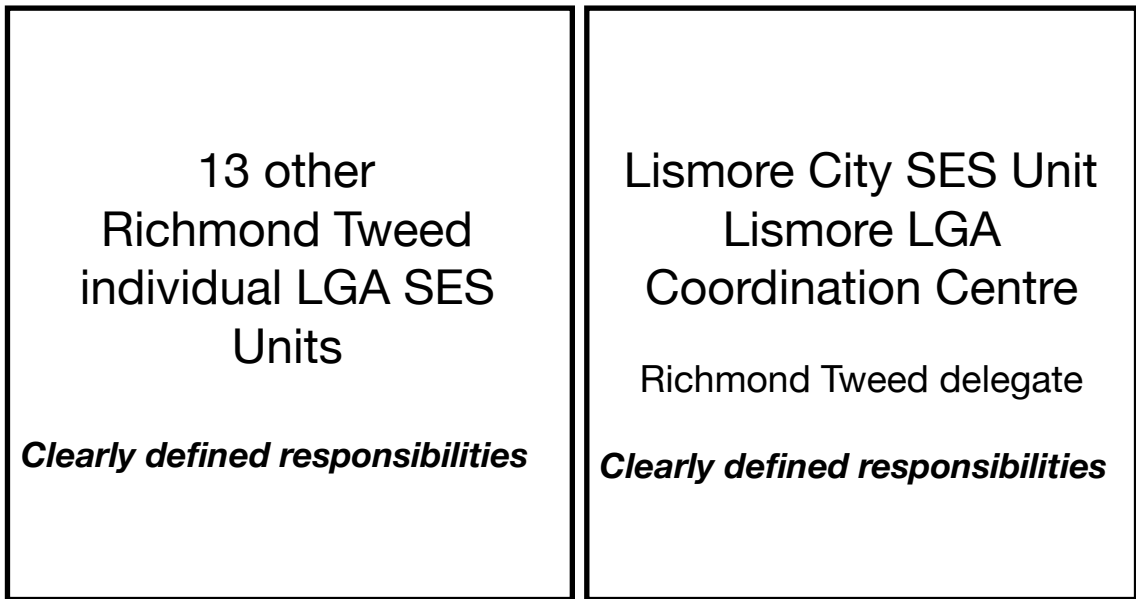 13 other
Richmond Tweed
individual LGA SES
Units
Clearly defined responsibilities
Lismore City SES Unit
Lismore LGA
Coordination Centre
Richmond Tweed delegate
Clearly defined responsibilities